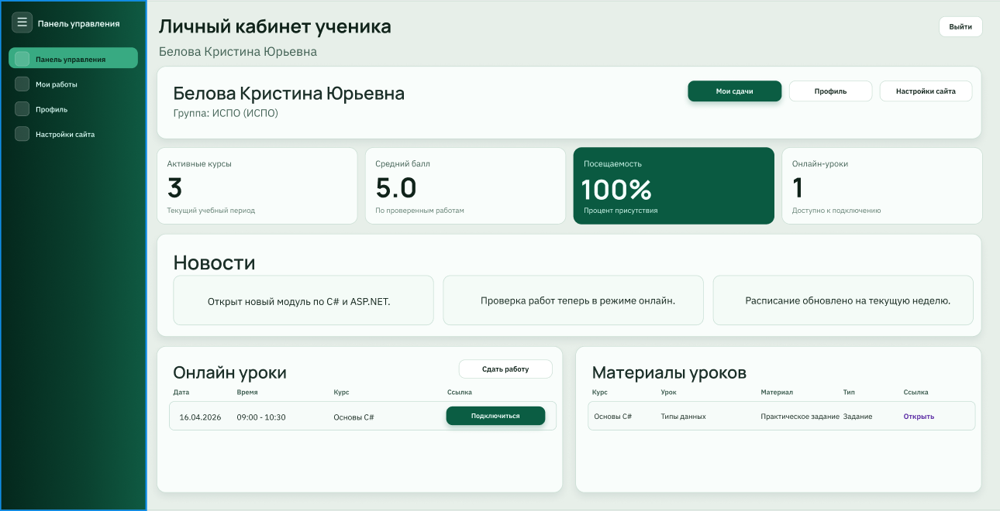 Панель управления
Панель управления
Мои работы
Профиль
Настройки сайта
Личный кабинет ученика
Белова Кристина Юрьевна
Выйти
Белова Кристина Юрьевна
Группа: ИСПО (ИСПО)
Мои сдачи
Профиль
Настройки сайта
Активные курсы
3
Текущий учебный период
Средний балл
5.0
По проверенным работам
Посещаемость
100%
Процент присутствия
Онлайн-уроки
1
Доступно к подключению
Новости
Открыт новый модуль по C# и ASP.NET.
Проверка работ теперь в режиме онлайн.
Расписание обновлено на текущую неделю.
Онлайн уроки
Сдать работу
Дата Время Курс Ссылка
16.04.2026 09:00 - 10:30 Основы C# Подключиться
Материалы уроков
Курс Урок Материал Тип Ссылка
Основы C# Типы данных Практическое задание Задание Открыть